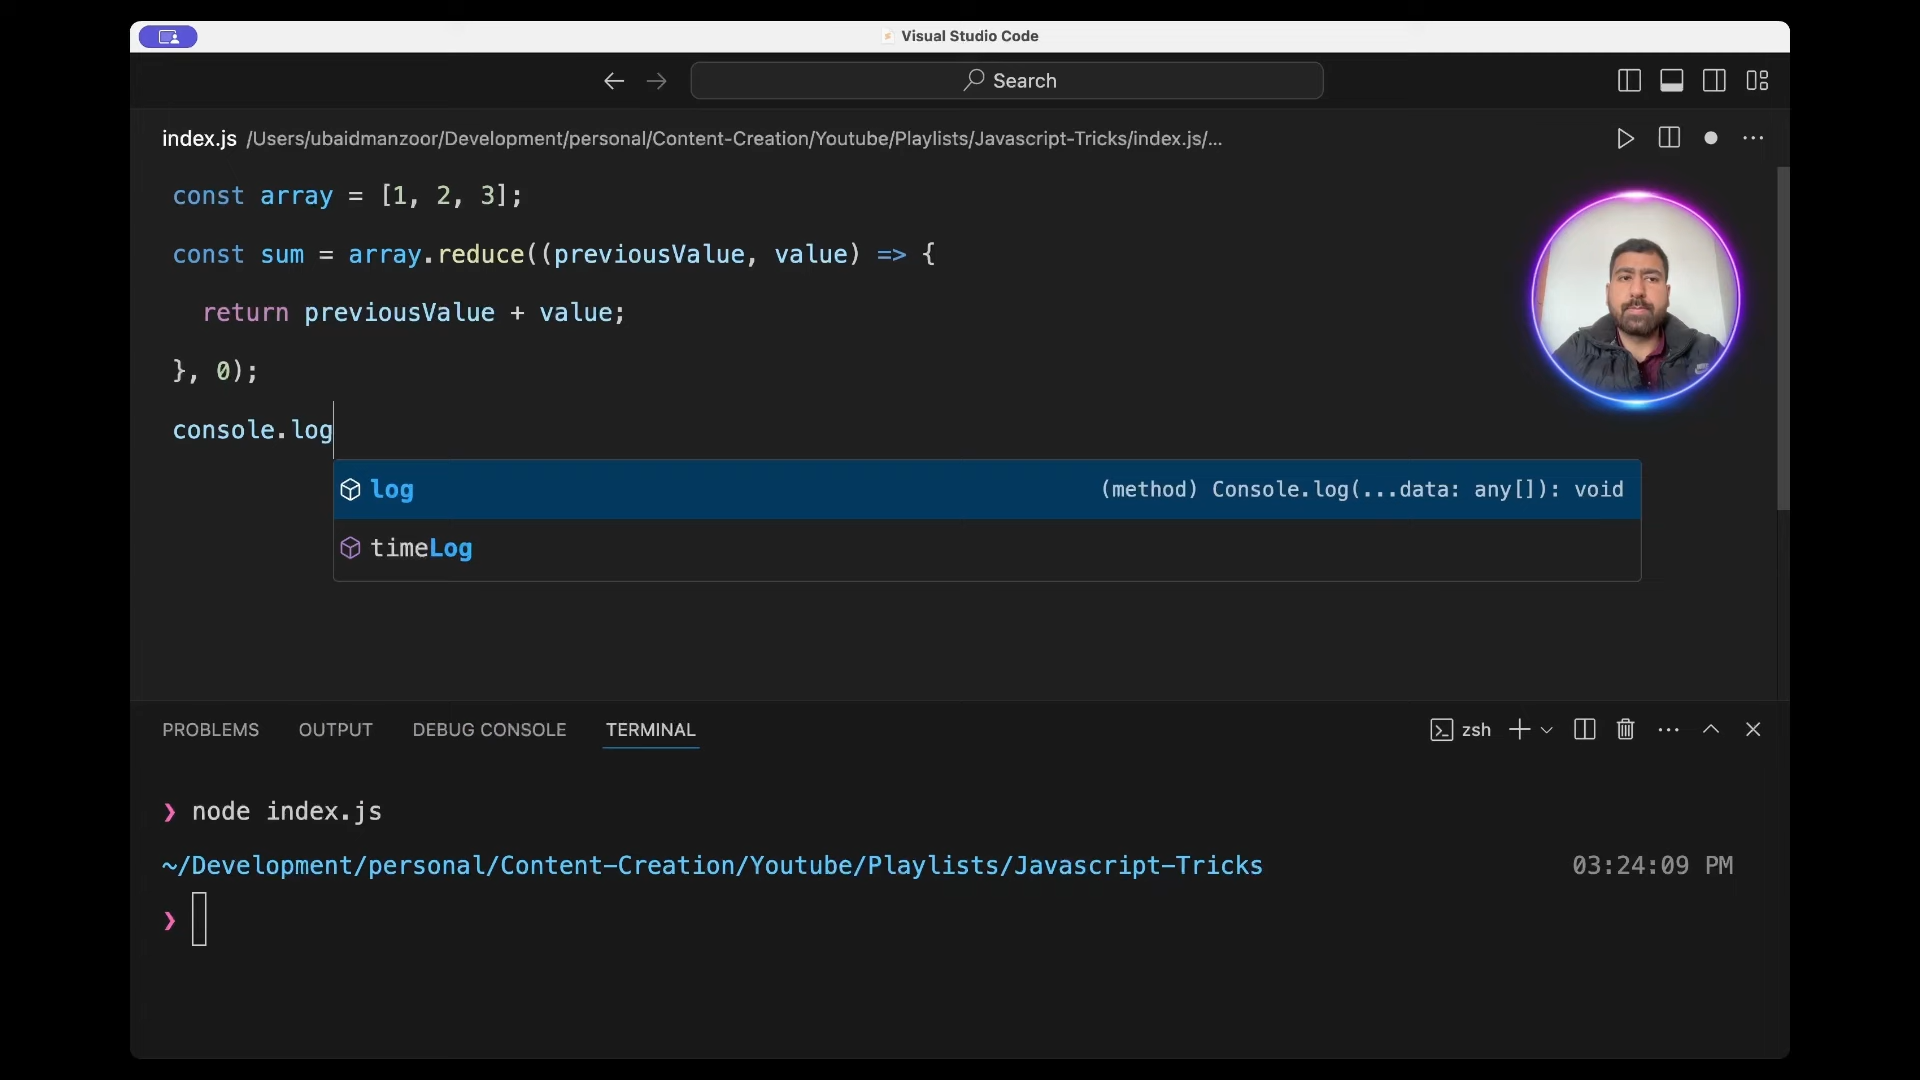 Visual Studio Code
Search
index.js /Users/ubaidmanzoor/Development/personal/Content-Creation/Youtube/Playlists/Javascript-Tricks/index.js/...
const array = [1, 2, 3];
const sum = array.reduce((previousValue, value) => {
return previousValue + value;
}, 0);
console.log
log (method) Console.log(...data: any[]): void
timeLog
PROBLEMS OUTPUT DEBUG CONSOLE TERMINAL zsh
❯ node index.js
~/Development/personal/Content-Creation/Youtube/Playlists/Javascript-Tricks 03:24:09 PM
❯